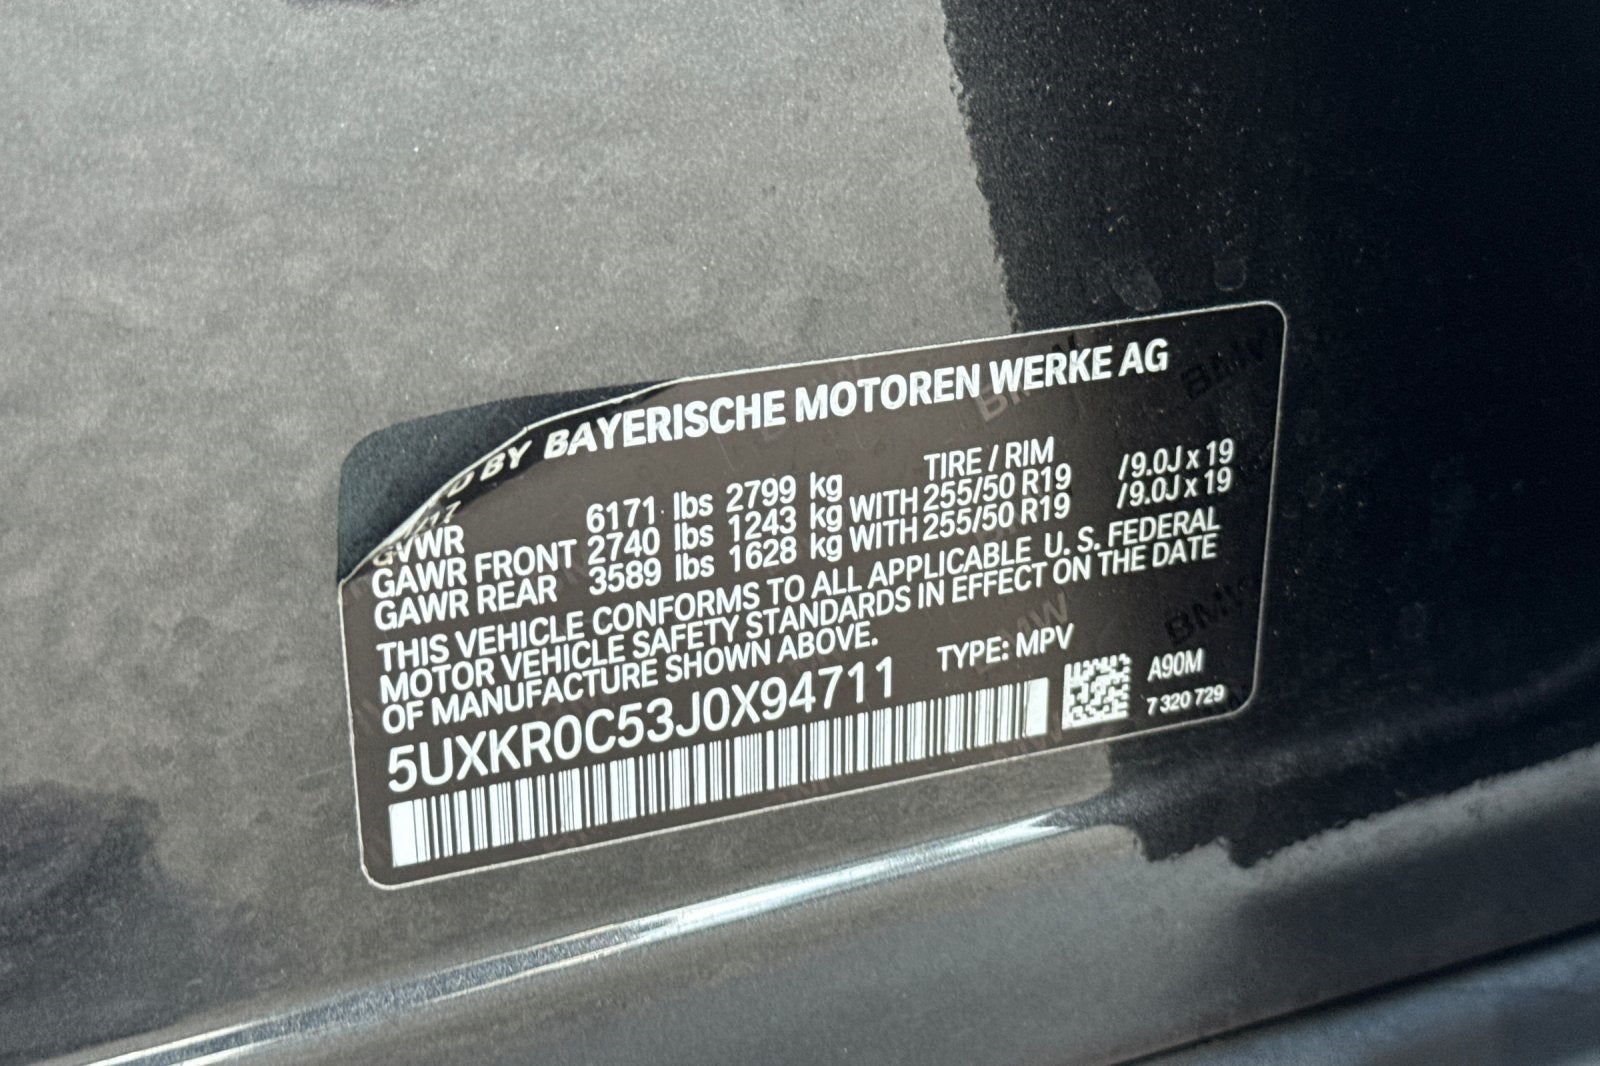 BY BAYERISCHE MOTOREN WERKE AG
TIRE / RIM
GVWR 6171 lbs 2799 kg
GAWR FRONT 2740 lbs 1243 kg WITH 255/50 R19 /9.0J x 19
GAWR REAR 3589 lbs 1628 kg WITH 255/50 R19 /9.0J x 19
THIS VEHICLE CONFORMS TO ALL APPLICABLE U. S. FEDERAL
MOTOR VEHICLE SAFETY STANDARDS IN EFFECT ON THE DATE
OF MANUFACTURE SHOWN ABOVE.
5UXKR0C53J0X94711
TYPE: MPV
A90M
7 320 729